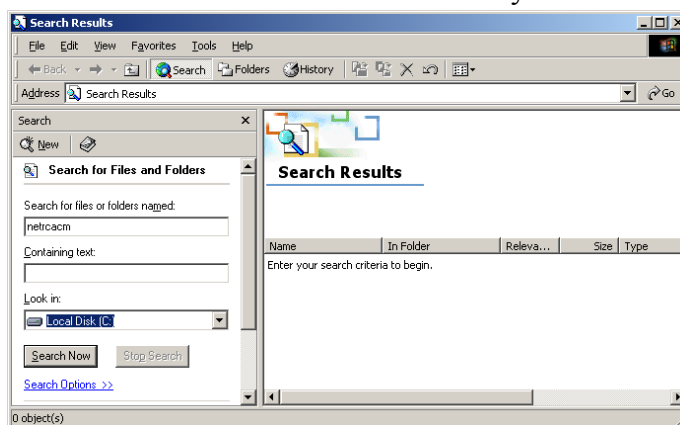 Search Results
File Edit View Favorites Tools Help
Back Search Folders History
Address Search Results Go
Search
New
Search for Files and Folders
Search for files or folders named:
netrcacm
Containing text:
Look in:
Local Disk (C:)
Search Now Stop Search
Search Options >>
Search Results
Name In Folder Releva... Size Type
Enter your search criteria to begin.
0 object(s)